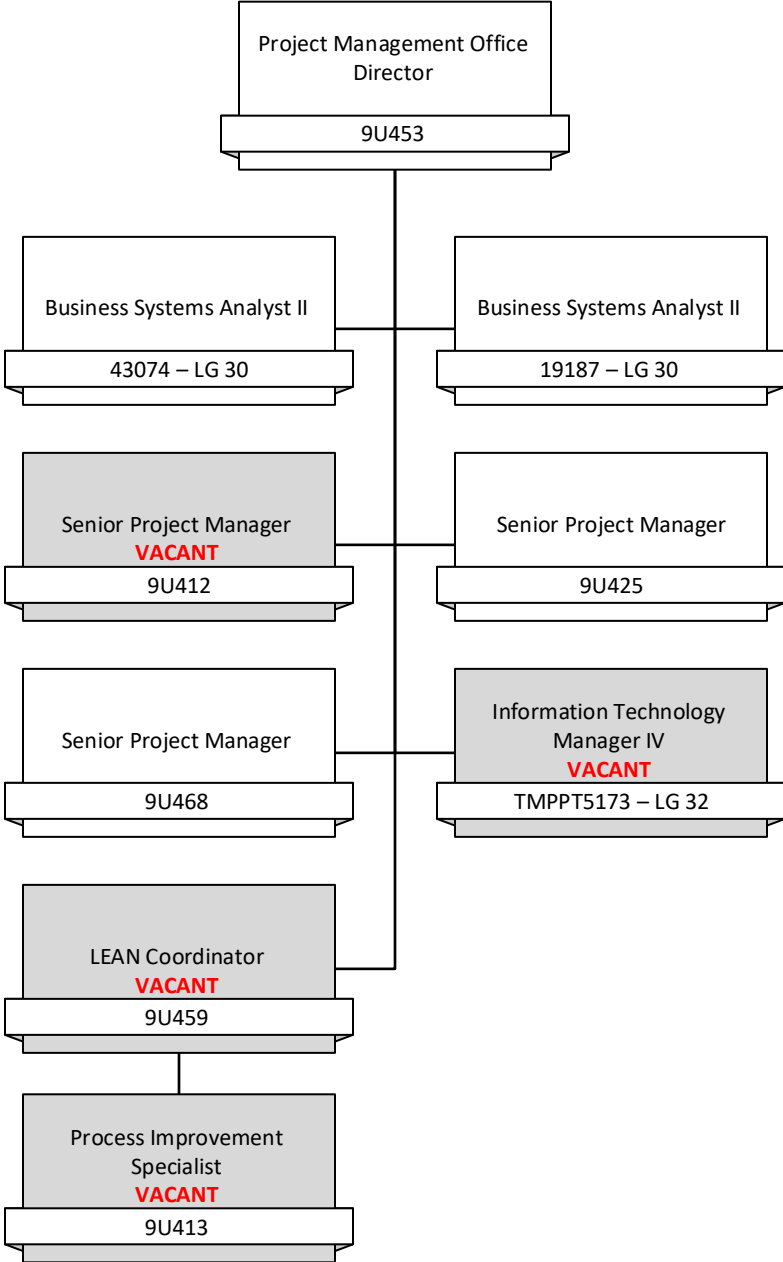 Project Management Office
Director
9U453
Business Systems Analyst II
43074 – LG 30
Business Systems Analyst II
19187 – LG 30
Senior Project Manager
VACANT
9U412
Senior Project Manager
9U425
Senior Project Manager
9U468
Information Technology
Manager IV
VACANT
TMPPT5173 – LG 32
LEAN Coordinator
VACANT
9U459
Process Improvement
Specialist
VACANT
9U413